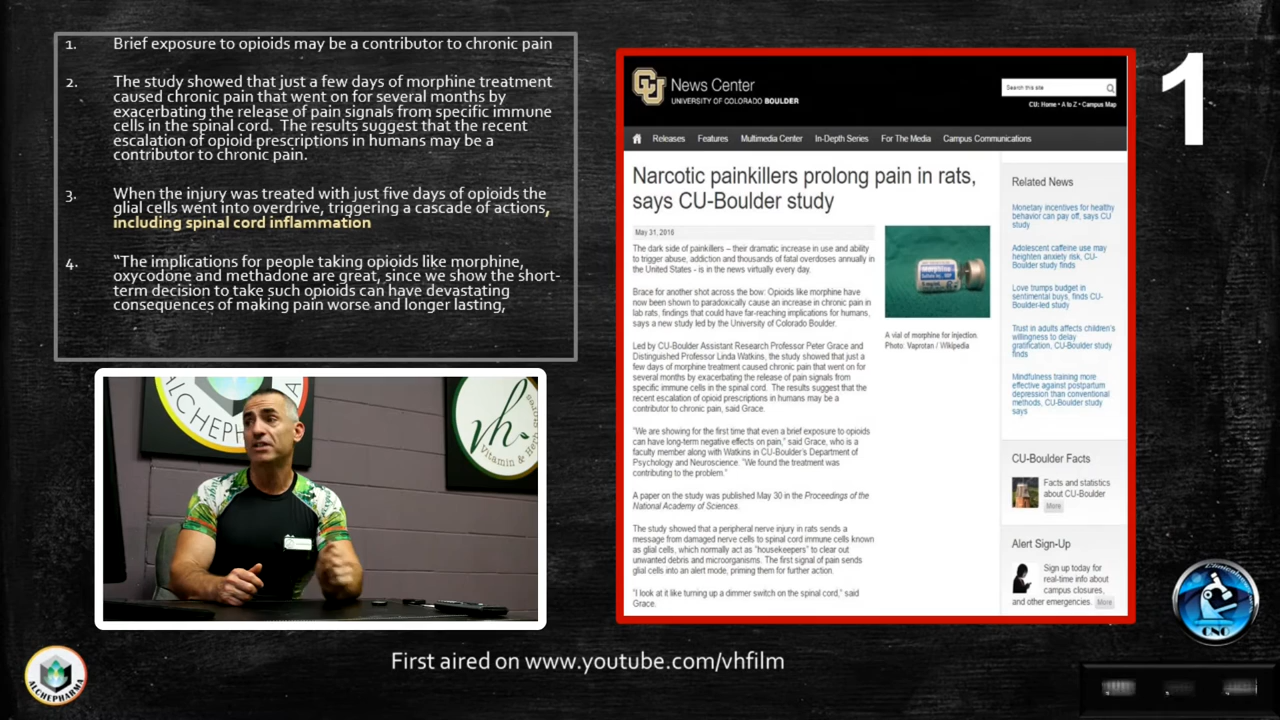 1. Brief exposure to opioids may be a contributor to chronic pain
2. The study showed that just a few days of morphine treatment
caused chronic pain that went on for several months by
exacerbating the release of pain signals from specific immune
cells in the spinal cord. The results suggest that the recent
escalation of opioid prescriptions in humans may be a
contributor to chronic pain.
3. When the injury was treated with just five days of opioids the
glial cells went into overdrive, triggering a cascade of actions,
including spinal cord inflammation
4. “The implications for people taking opioids like morphine,
oxycodone and methadone are great, since we show the short-
term decision to take such opioids can have devastating
consequences of making pain worse and longer lasting,
1
CU
News Center
UNIVERSITY OF COLORADO BOULDER
Search this site
CU: Home • A to Z • Campus Map
Releases Features Multimedia Center In-Depth Series For The Media Campus Communications
Narcotic painkillers prolong pain in rats,
says CU-Boulder study
May 31, 2016
The dark side of painkillers – their dramatic increase in use and ability
to trigger abuse, addiction and thousands of fatal overdoses annually in
the United States - is in the news virtually every day.
Brace for another shot across the bow: Opioids like morphine have
now been shown to paradoxically cause an increase in chronic pain in
lab rats, findings that could have far-reaching implications for humans,
says a new study led by the University of Colorado Boulder.
Led by CU-Boulder Assistant Research Professor Peter Grace and
Distinguished Professor Linda Watkins, the study showed that just a
few days of morphine treatment caused chronic pain that went on for
several months by exacerbating the release of pain signals from
specific immune cells in the spinal cord. The results suggest that the
recent escalation of opioid prescriptions in humans may be a
contributor to chronic pain, said Grace.
“We are showing for the first time that even a brief exposure to opioids
can have long-term negative effects on pain,” said Grace, who is a
faculty member along with Watkins in CU-Boulder’s Department of
Psychology and Neuroscience. “We found the treatment was
contributing to the problem.”
A paper on the study was published May 30 in the Proceedings of the
National Academy of Sciences.
The study showed that a peripheral nerve injury in rats sends a
message from damaged nerve cells to spinal cord immune cells known
as glial cells, which normally act as “housekeepers” to clear out
unwanted debris and microorganisms. The first signal of pain sends
glial cells into an alert mode, priming them for further action.
“I look at it like turning up a dimmer switch on the spinal cord,” said
Grace.
A vial of morphine for injection.
Photo: Vaprotan / Wikipedia
Related News
Monetary incentives for healthy
behavior can pay off, says CU
study
Adolescent caffeine use may
heighten anxiety risk, CU-
Boulder study finds
Love trumps budget in
sentimental buys, finds CU-
Boulder-led study
Trust in adults affects children's
willingness to delay
gratification, CU-Boulder study
finds
Mindfulness training more
effective against postpartum
depression than conventional
methods, CU-Boulder study
says
CU-Boulder Facts
Facts and statistics
about CU-Boulder
More
Alert Sign-Up
Sign up today for
real-time info about
campus closures,
and other emergencies. More
ALCHEPHARMA
vh
Vitamin & Herb
CNO
First aired on www.youtube.com/vhfilm
ALCHEPHARMA